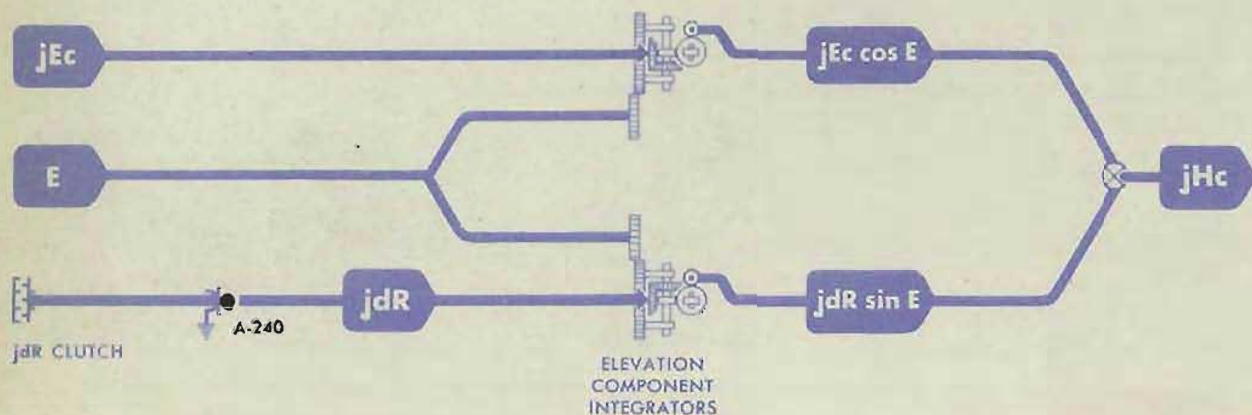 jEc
jEc cos E
E
jHc
A-240
jdR
jdR sin E
jdR CLUTCH
ELEVATION
COMPONENT
INTEGRATORS